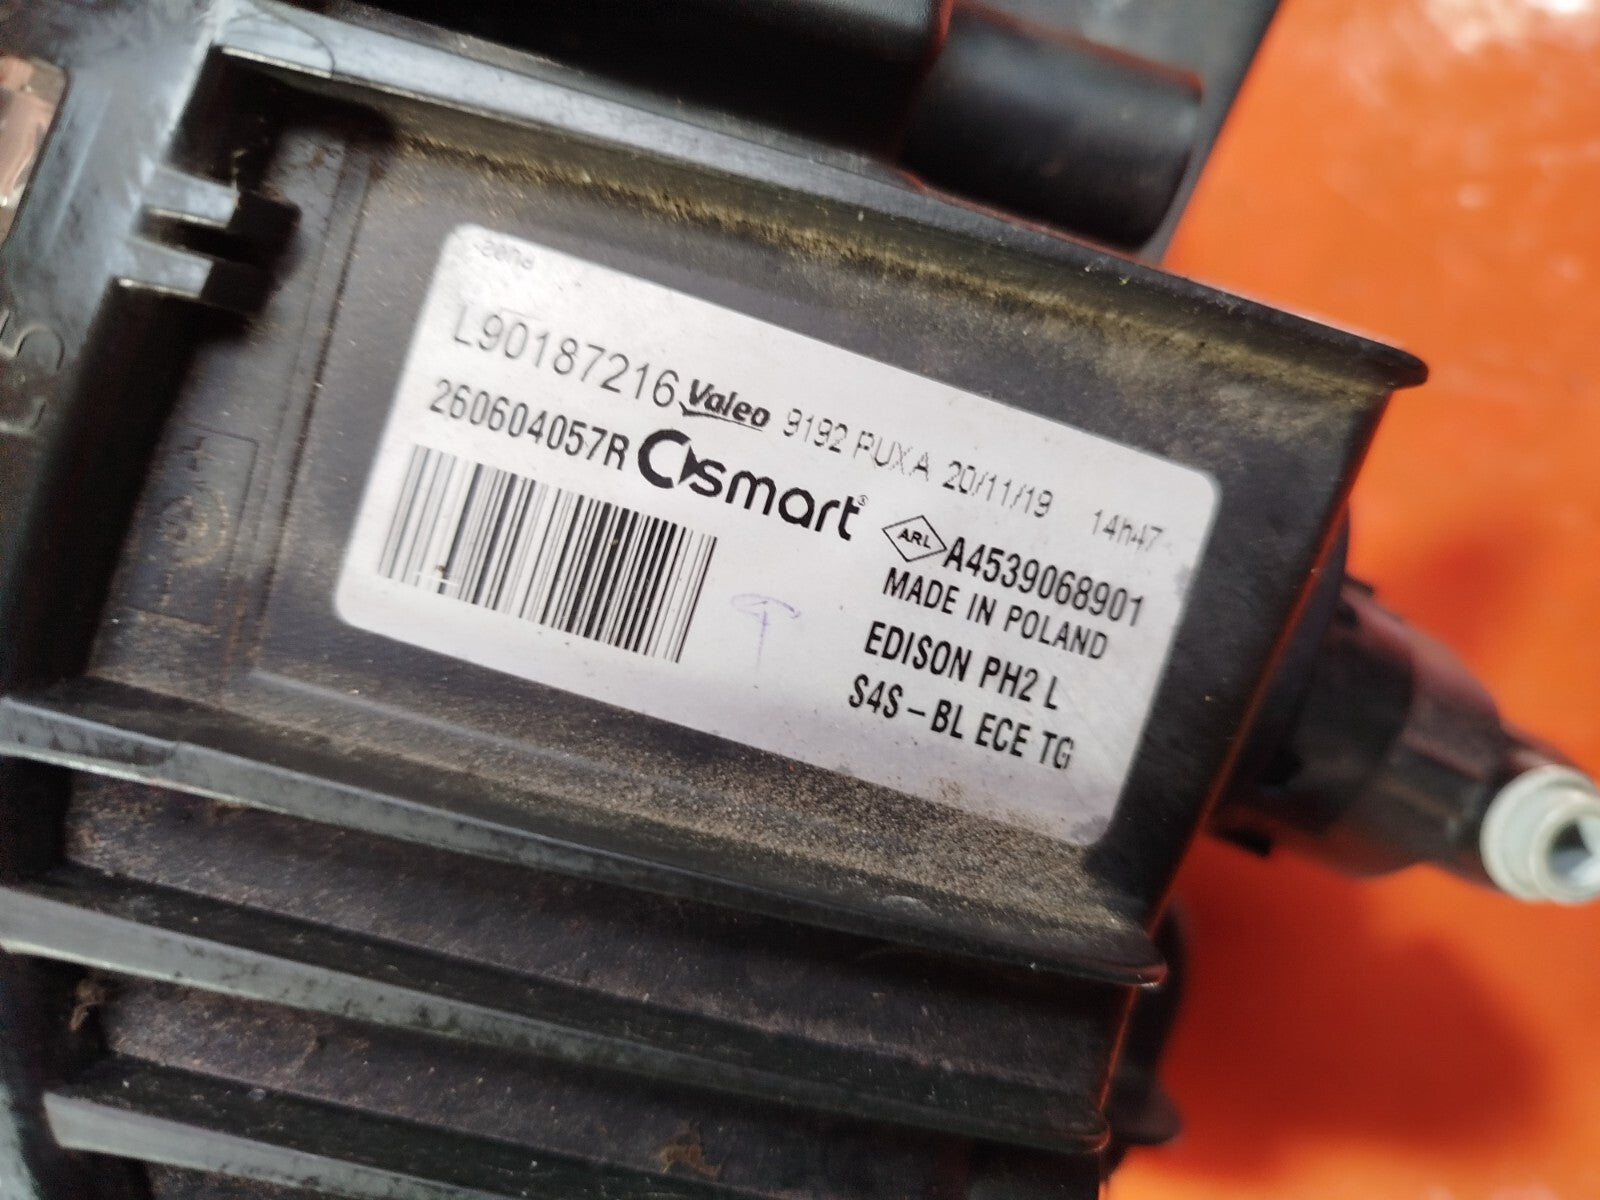 L90187216 Valeo 9192 PUXA 20/11/19 14h47
260604057R smart
ARL A4539068901
MADE IN POLAND
EDISON PH2 L
S4S-BL ECE TG